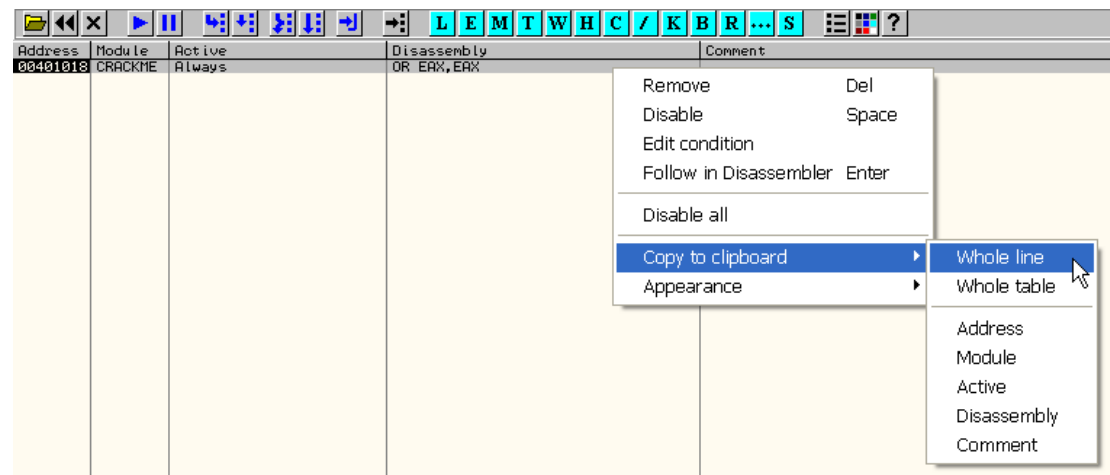 L E M T W H C / K B R ... S ?
Address Module Active Disassembly Comment
00401018 CRACKME Always OR EAX,EAX
Remove Del
Disable Space
Edit condition
Follow in Disassembler Enter
Disable all
Copy to clipboard
Appearance
Whole line
Whole table
Address
Module
Active
Disassembly
Comment